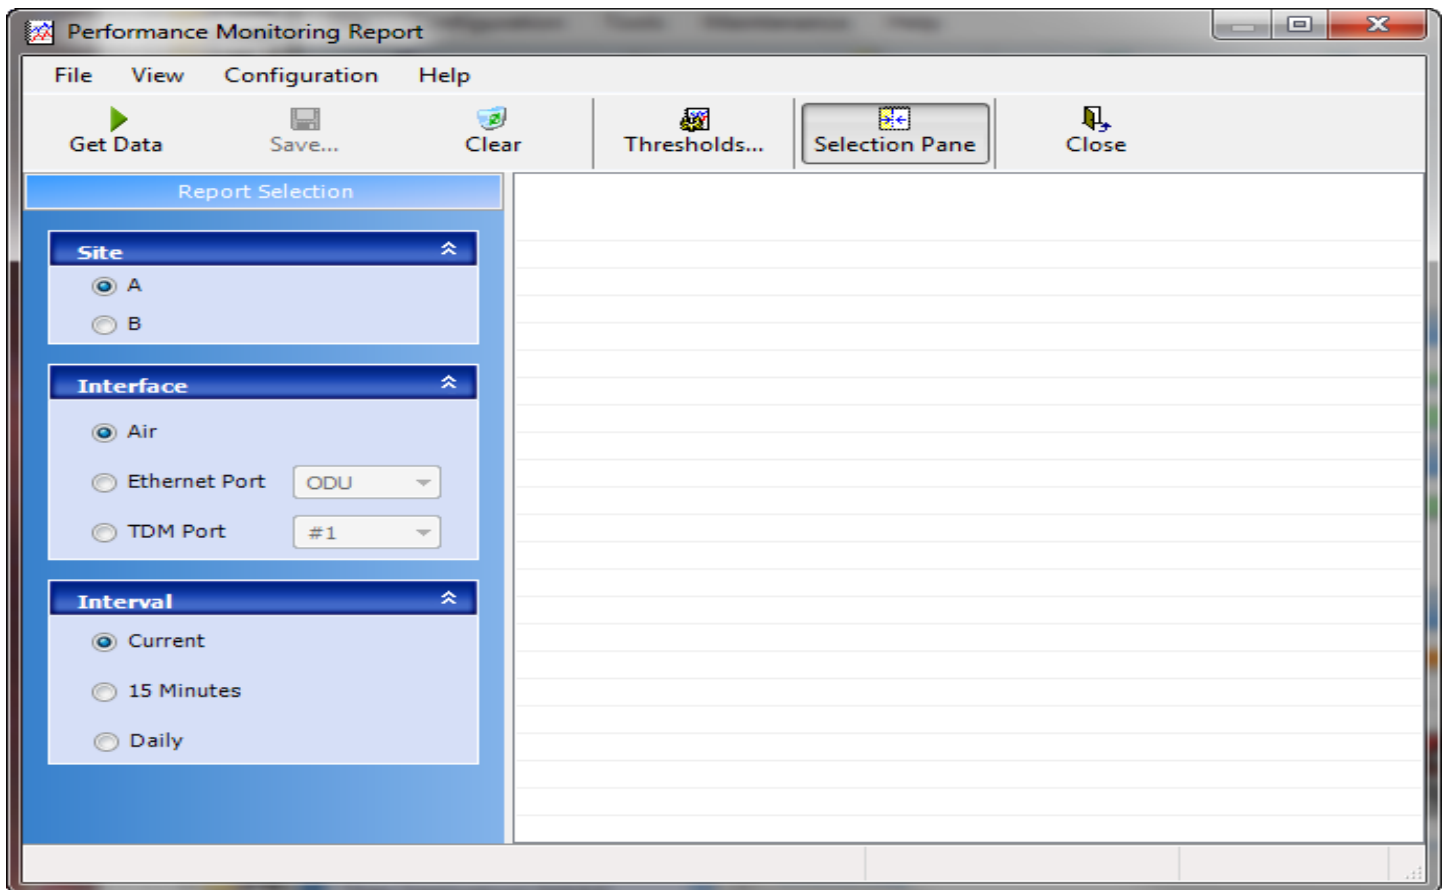 Performance Monitoring Report
File View Configuration Help
Get Data Save... Clear Thresholds... Selection Pane Close
Report Selection
Site
A
B
Interface
Air
Ethernet Port ODU
TDM Port #1
Interval
Current
15 Minutes
Daily